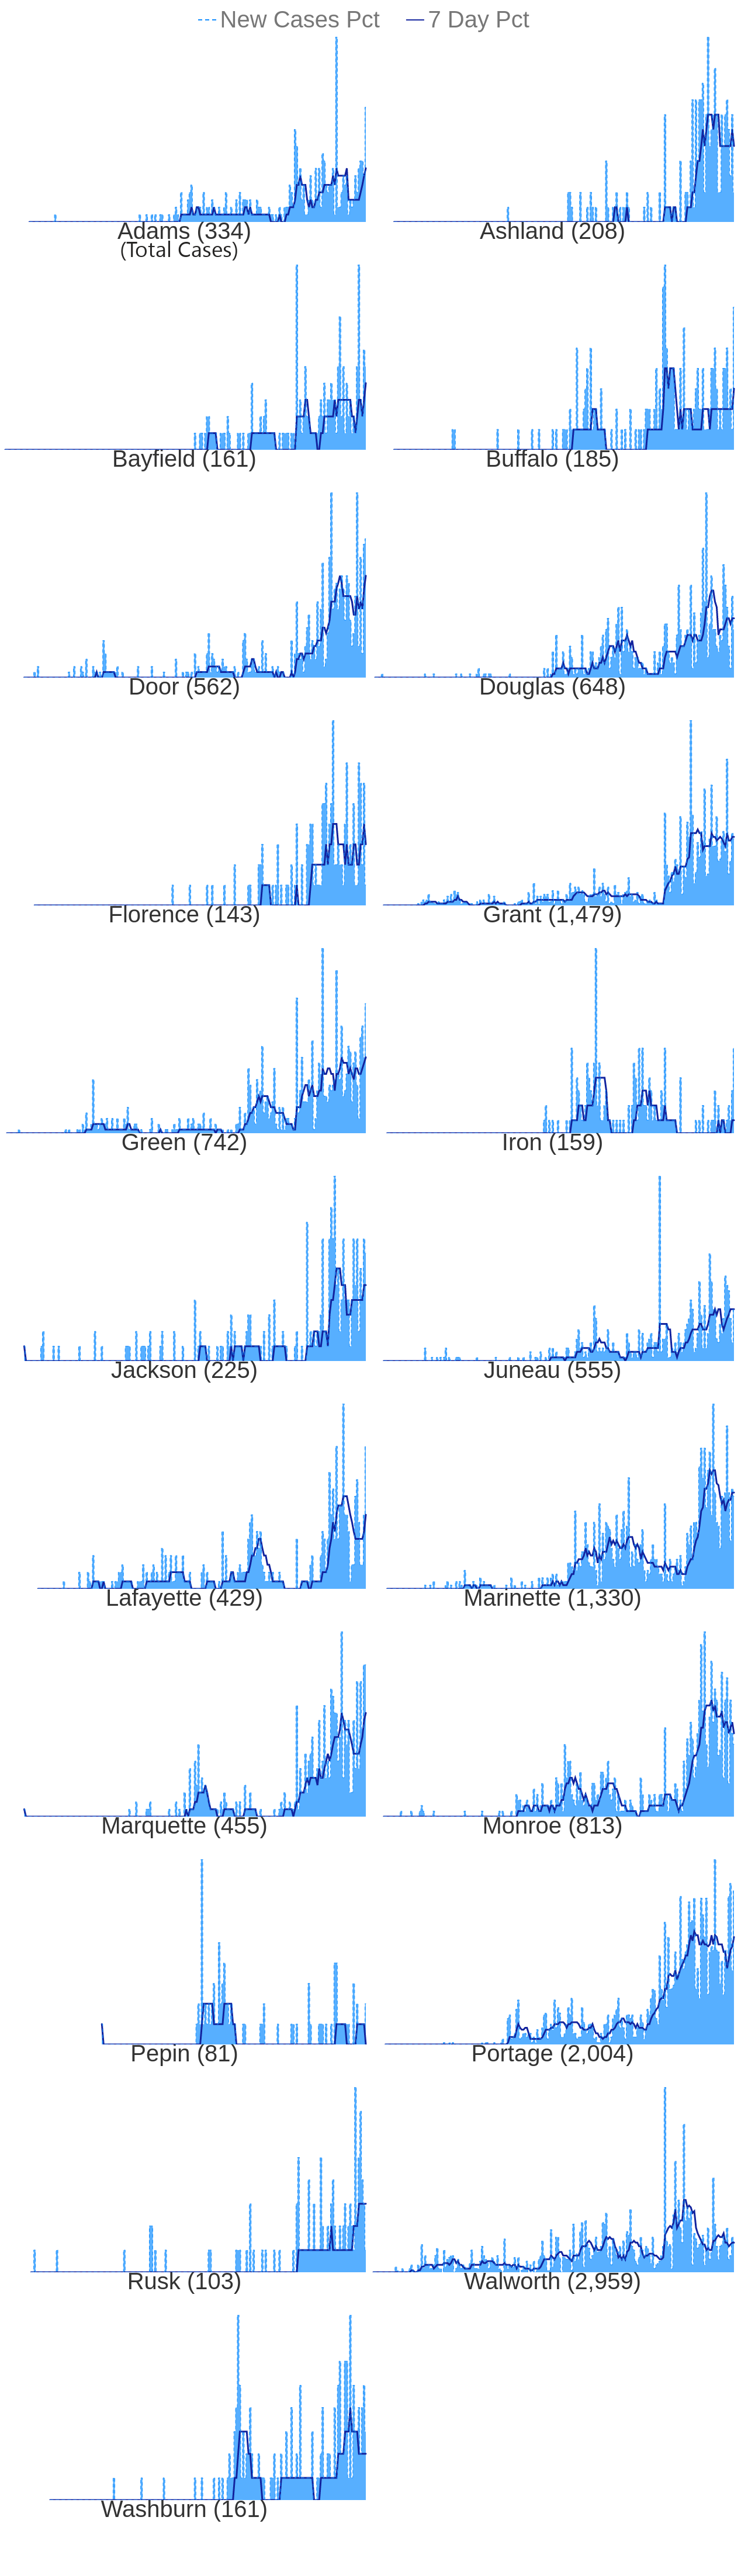 New Cases Pct 7 Day Pct
Adams (334) Ashland (208)
(Total Cases)
Bayfield (161) Buffalo (185)
Door (562) Douglas (648)
Florence (143) Grant (1,479)
Green (742) Iron (159)
Jackson (225) Juneau (555)
Lafayette (429) Marinette (1,330)
Marquette (455) Monroe (813)
Pepin (81) Portage (2,004)
Rusk (103) Walworth (2,959)
Washburn (161)